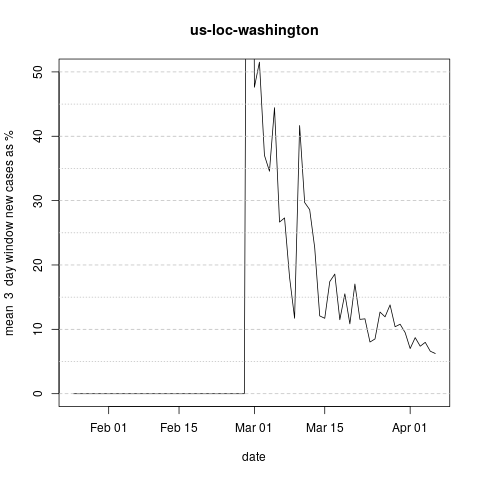 us-loc-washington
mean 3 day window new cases as %
50
40
30
20
10
0
Feb 01 Feb 15 Mar 01 Mar 15 Apr 01
date